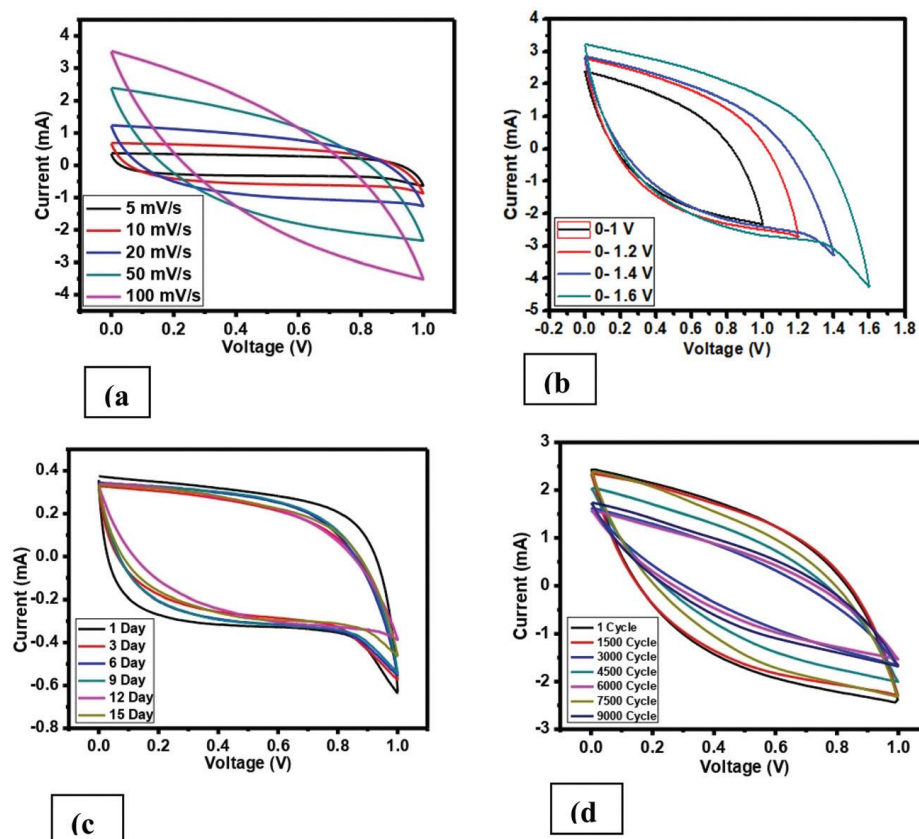 4
3
2
1
0
-1
-2
-3
-4
Current (mA)
5 mV/s
10 mV/s
20 mV/s
50 mV/s
100 mV/s
0.0 0.2 0.4 0.6 0.8 1.0
Voltage (V)
(a
4
3
2
1
0
-1
-2
-3
-4
-5
Current (mA)
0-1 V
0- 1.2 V
0- 1.4 V
0- 1.6 V
-0.2 0.0 0.2 0.4 0.6 0.8 1.0 1.2 1.4 1.6 1.8
Voltage (V)
(b
0.4
0.0
-0.4
-0.8
Current (mA)
1 Day
3 Day
6 Day
9 Day
12 Day
15 Day
0.0 0.2 0.4 0.6 0.8 1.0
Voltage (V)
(c
3
2
1
0
-1
-2
-3
Current (mA)
1 Cycle
1500 Cycle
3000 Cycle
4500 Cycle
6000 Cycle
7500 Cycle
9000 Cycle
0.0 0.2 0.4 0.6 0.8 1.0
Voltage (V)
(d